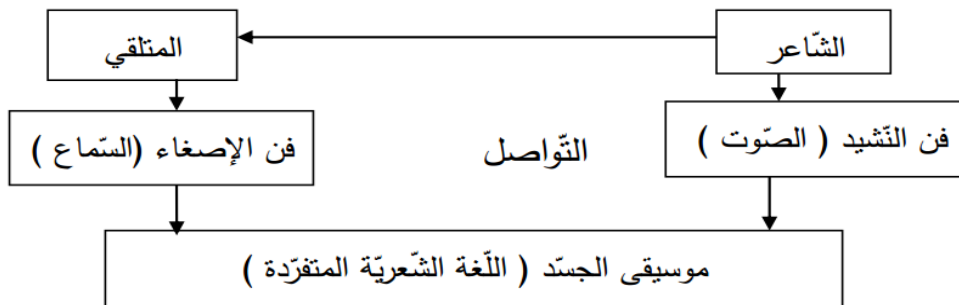 الشّاعر
المتلقي
فن النّشيد ( الصّوت )
التّواصل
فن الإصغاء (السّماع )
موسيقى الجسّد ( اللّغة الشّعريّة المتفرّدة )